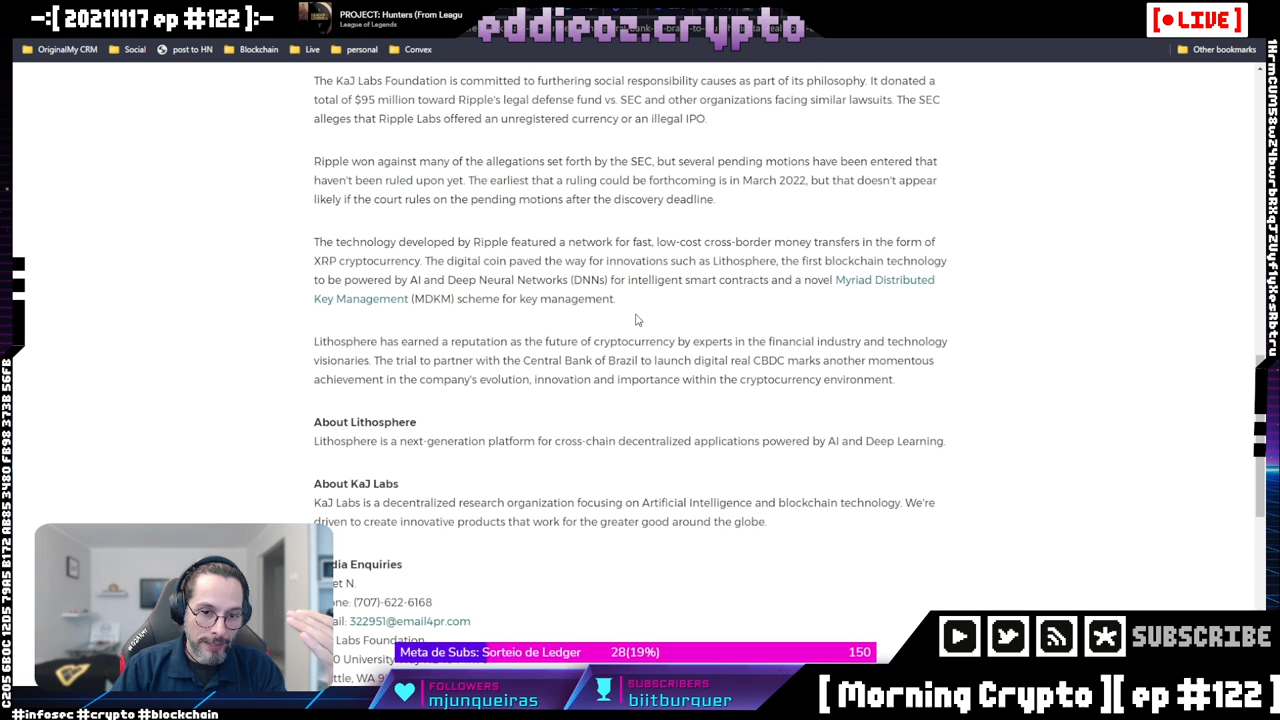 -:[ 20211117 ep #122 ]:-
PROJECT: Hunters (From Leagu
League of Legends
eddieoz.crypto
[● LIVE]
OriginalMy CRM
Social
post to HN
Blockchain
Live
personal
Convex
Other bookmarks
The KaJ Labs Foundation is committed to furthering social responsibility causes as part of its philosophy. It donated a
total of $95 million toward Ripple's legal defense fund vs. SEC and other organizations facing similar lawsuits. The SEC
alleges that Ripple Labs offered an unregistered currency or an illegal IPO.
Ripple won against many of the allegations set forth by the SEC, but several pending motions have been entered that
haven't been ruled upon yet. The earliest that a ruling could be forthcoming is in March 2022, but that doesn't appear
likely if the court rules on the pending motions after the discovery deadline.
The technology developed by Ripple featured a network for fast, low-cost cross-border money transfers in the form of
XRP cryptocurrency. The digital coin paved the way for innovations such as Lithosphere, the first blockchain technology
to be powered by AI and Deep Neural Networks (DNNs) for intelligent smart contracts and a novel Myriad Distributed
Key Management (MDKM) scheme for key management.
Lithosphere has earned a reputation as the future of cryptocurrency by experts in the financial industry and technology
visionaries. The trial to partner with the Central Bank of Brazil to launch digital real CBDC marks another momentous
achievement in the company's evolution, innovation and importance within the cryptocurrency environment.
About Lithosphere
Lithosphere is a next-generation platform for cross-chain decentralized applications powered by AI and Deep Learning.
About KaJ Labs
KaJ Labs is a decentralized research organization focusing on Artificial Intelligence and blockchain technology. We're
driven to create innovative products that work for the greater good around the globe.
dia Enquiries
et N.
one: (707)-622-6168
ail: 322951@email4pr.com
Labs Foundation
0 University
ttle, WA
Meta de Subs: Sorteio de Ledger 28(19%) 150
FOLLOWERS
mjunqueiras
SUBSCRIBERS
biitburquer
SUBSCRIBE
[ Morning Crypto ][ ep #122 ]
#infosec #crypto #blockchain